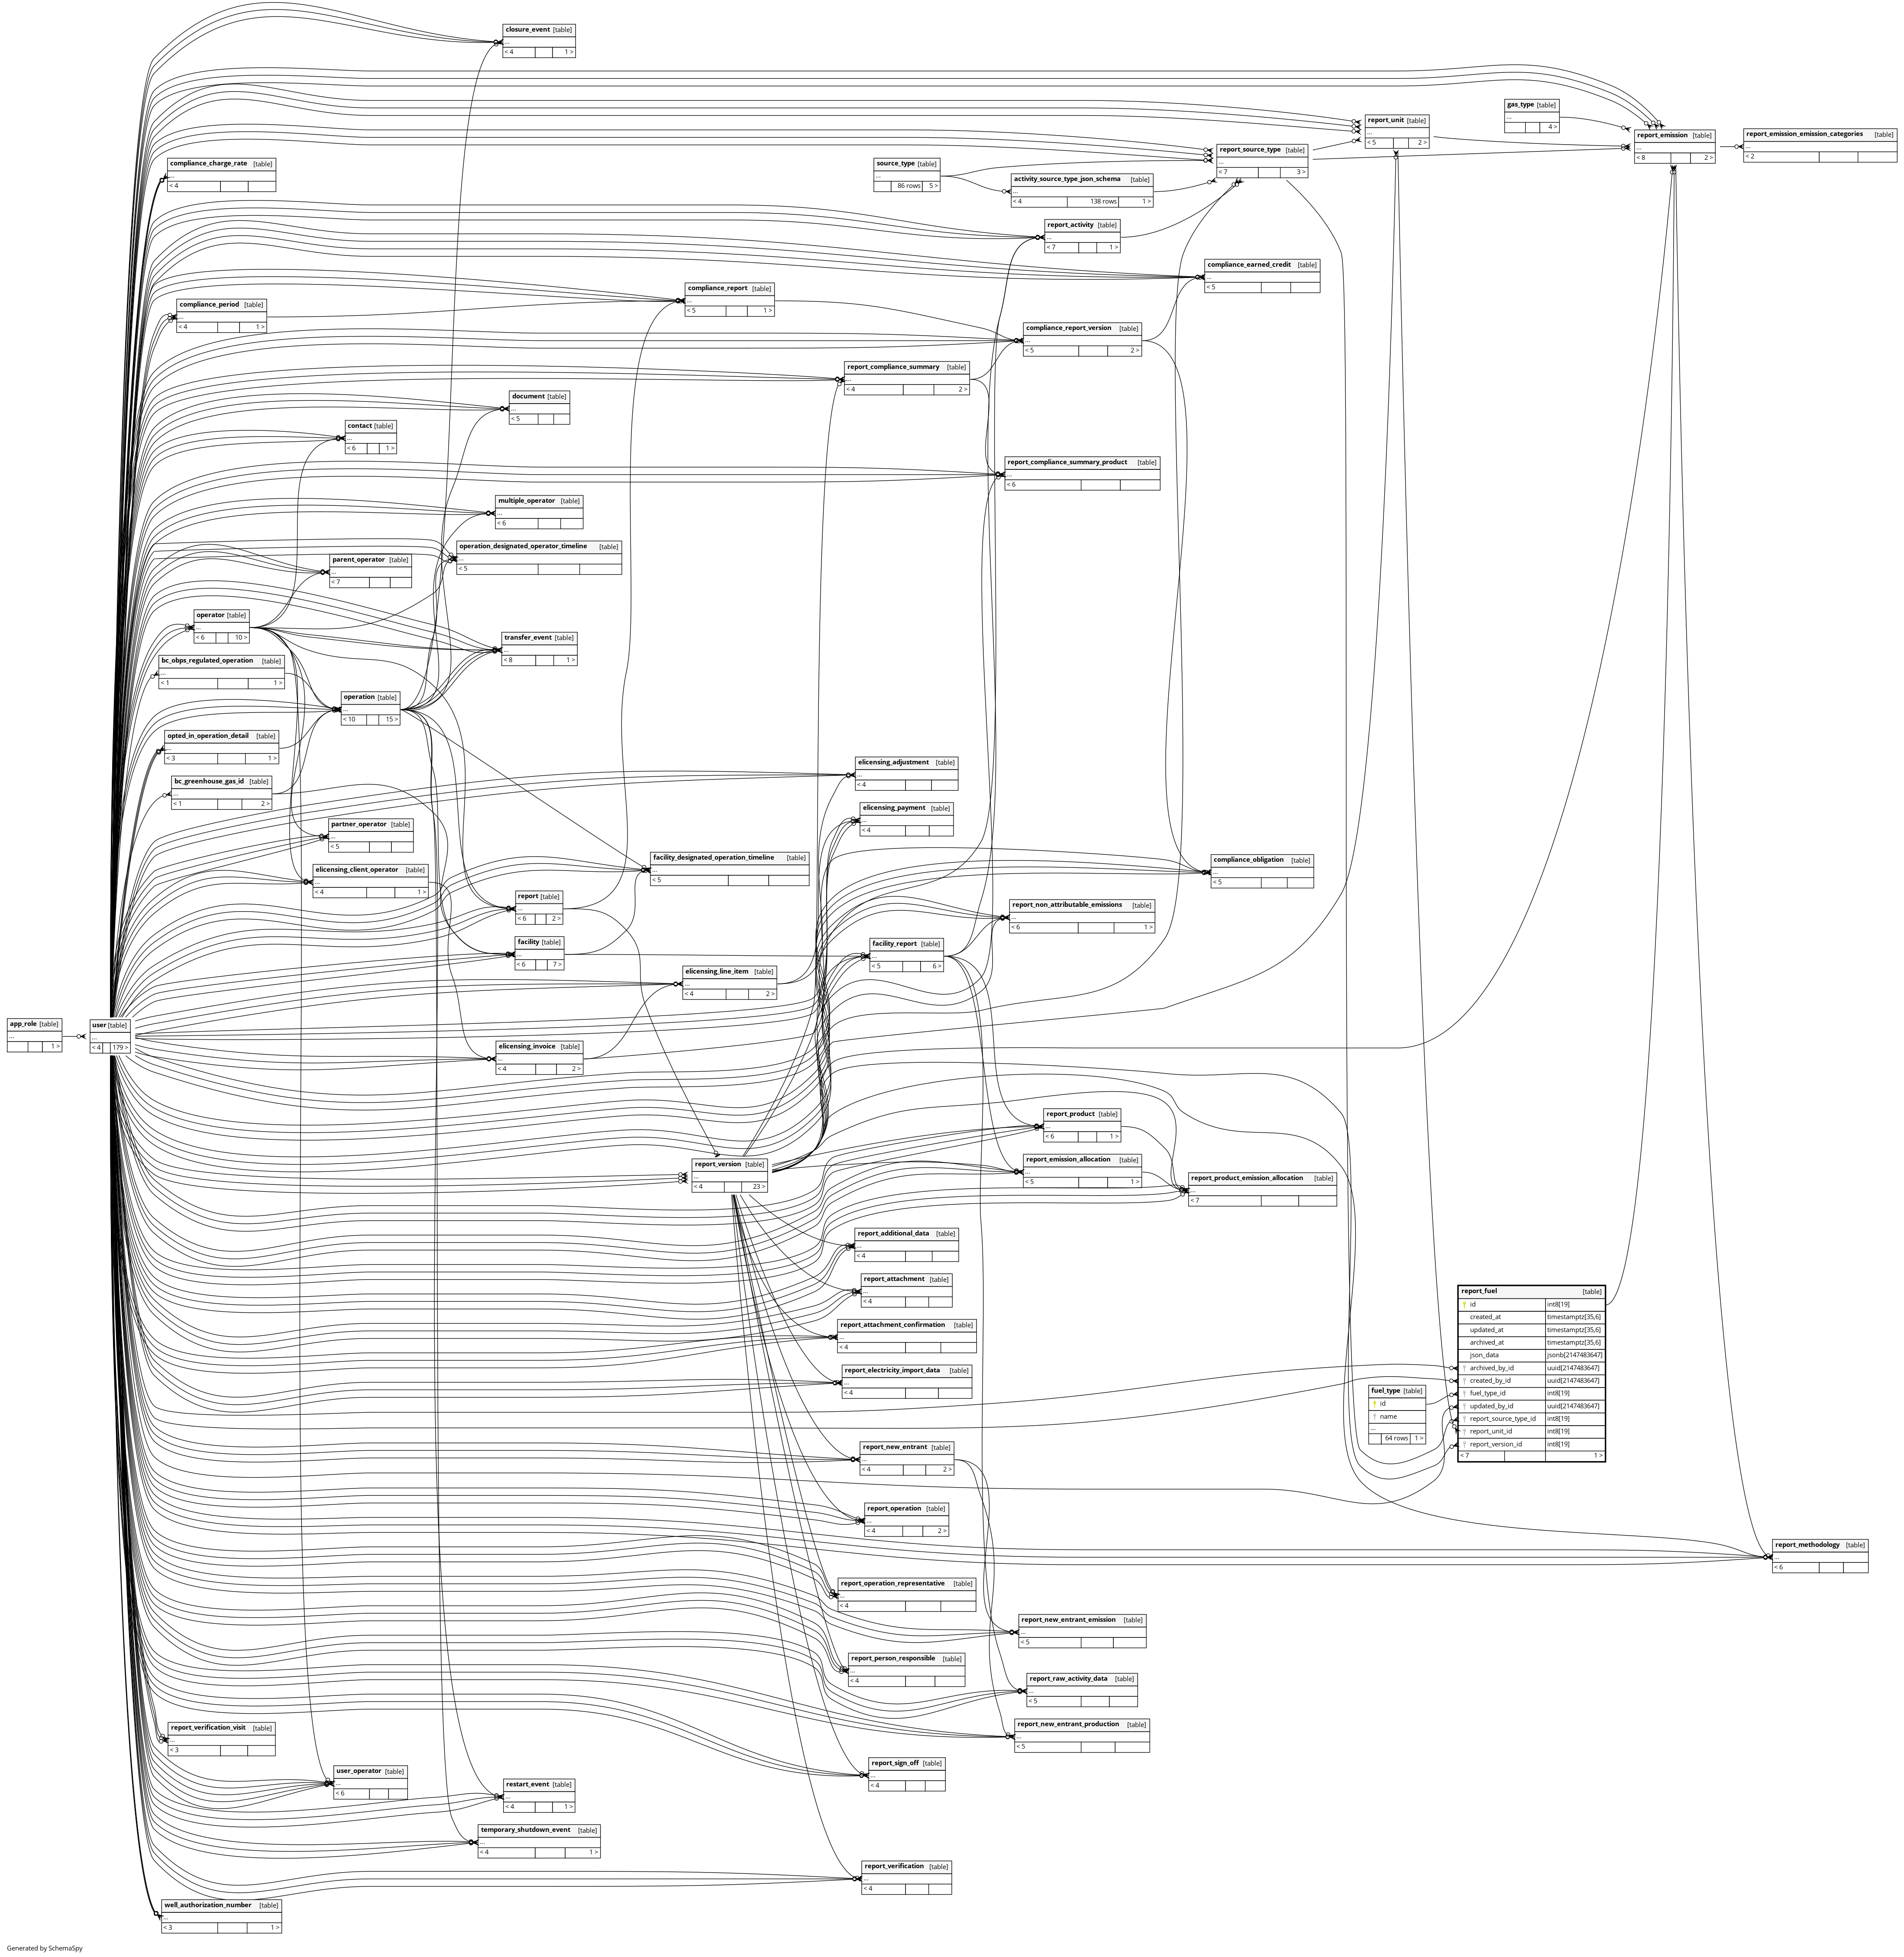 closure_event [table]
...
< 4 1 >
gas_type [table]
...
4 >
report_unit [table]
...
< 5 2 >
report_emission [table]
...
< 8 2 >
report_emission_emission_categories [table]
...
< 2
report_source_type [table]
...
< 7 3 >
compliance_charge_rate [table]
...
< 4
source_type [table]
...
86 rows 5 >
activity_source_type_json_schema [table]
...
< 4 138 rows 1 >
report_activity [table]
...
< 7 1 >
compliance_earned_credit [table]
...
< 5
compliance_report [table]
...
< 5 1 >
compliance_period [table]
...
< 4 1 >
compliance_report_version [table]
...
< 5 2 >
report_compliance_summary [table]
...
< 4 2 >
document [table]
...
< 5
contact [table]
...
< 6 1 >
report_compliance_summary_product [table]
...
< 6
multiple_operator [table]
...
< 6
operation_designated_operator_timeline [table]
...
< 5
parent_operator [table]
...
< 7
operator [table]
...
< 6 10 >
transfer_event [table]
...
< 8 1 >
bc_obps_regulated_operation [table]
...
< 1 1 >
operation [table]
...
< 10 15 >
opted_in_operation_detail [table]
...
< 3 1 >
elicensing_adjustment [table]
...
< 4
bc_greenhouse_gas_id [table]
...
< 1 2 >
elicensing_payment [table]
...
< 4
partner_operator [table]
...
< 5
facility_designated_operation_timeline [table]
...
< 5
compliance_obligation [table]
...
< 5
elicensing_client_operator [table]
...
< 4 1 >
report [table]
...
< 6 2 >
report_non_attributable_emissions [table]
...
< 6 1 >
facility [table]
...
< 6 7 >
facility_report [table]
...
< 5 6 >
elicensing_line_item [table]
...
< 4 2 >
app_role [table]
...
1 >
user [table]
...
< 4 179 >
elicensing_invoice [table]
...
< 4 2 >
report_product [table]
...
< 6 1 >
report_version [table]
...
< 4 23 >
report_emission_allocation [table]
...
< 5 1 >
report_product_emission_allocation [table]
...
< 7
report_additional_data [table]
...
< 4
report_attachment [table]
...
< 4
report_fuel [table]
id int8[19]
created_at timestamptz[35,6]
updated_at timestamptz[35,6]
archived_at timestamptz[35,6]
json_data jsonb[2147483647]
archived_by_id uuid[2147483647]
created_by_id uuid[2147483647]
fuel_type_id int8[19]
updated_by_id uuid[2147483647]
report_source_type_id int8[19]
report_unit_id int8[19]
report_version_id int8[19]
< 7 1 >
report_attachment_confirmation [table]
...
< 4
report_electricity_import_data [table]
...
< 4
fuel_type [table]
id
name
...
64 rows 1 >
report_new_entrant [table]
...
< 4 2 >
report_operation [table]
...
< 4 2 >
report_methodology [table]
...
< 6
report_operation_representative [table]
...
< 4
report_new_entrant_emission [table]
...
< 5
report_person_responsible [table]
...
< 4
report_raw_activity_data [table]
...
< 5
report_new_entrant_production [table]
...
< 5
report_verification_visit [table]
...
< 3
report_sign_off [table]
...
< 4
user_operator [table]
...
< 6
restart_event [table]
...
< 4 1 >
temporary_shutdown_event [table]
...
< 4 1 >
report_verification [table]
...
< 4
well_authorization_number [table]
...
< 3 1 >
Generated by SchemaSpy